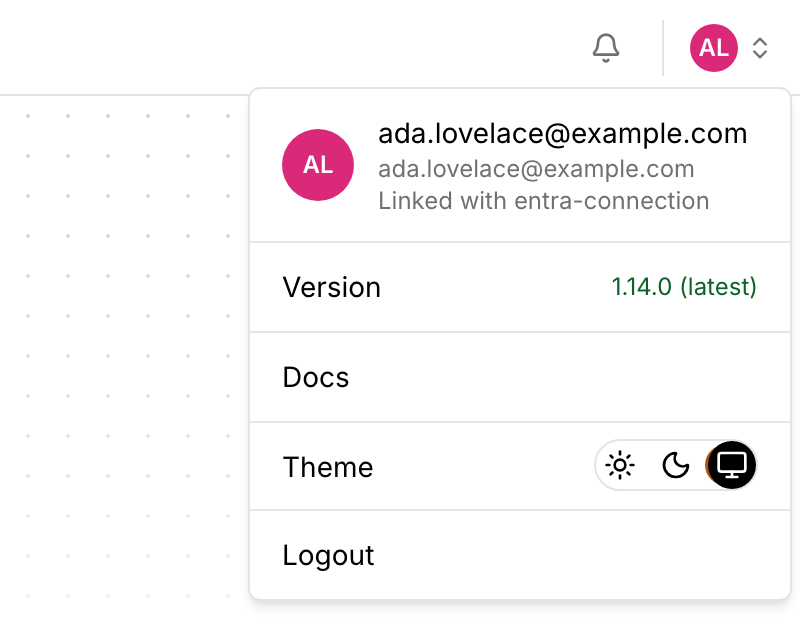 AL
AL
ada.lovelace@example.com
ada.lovelace@example.com
Linked with entra-connection
Version 1.14.0 (latest)
Docs
Theme
Logout